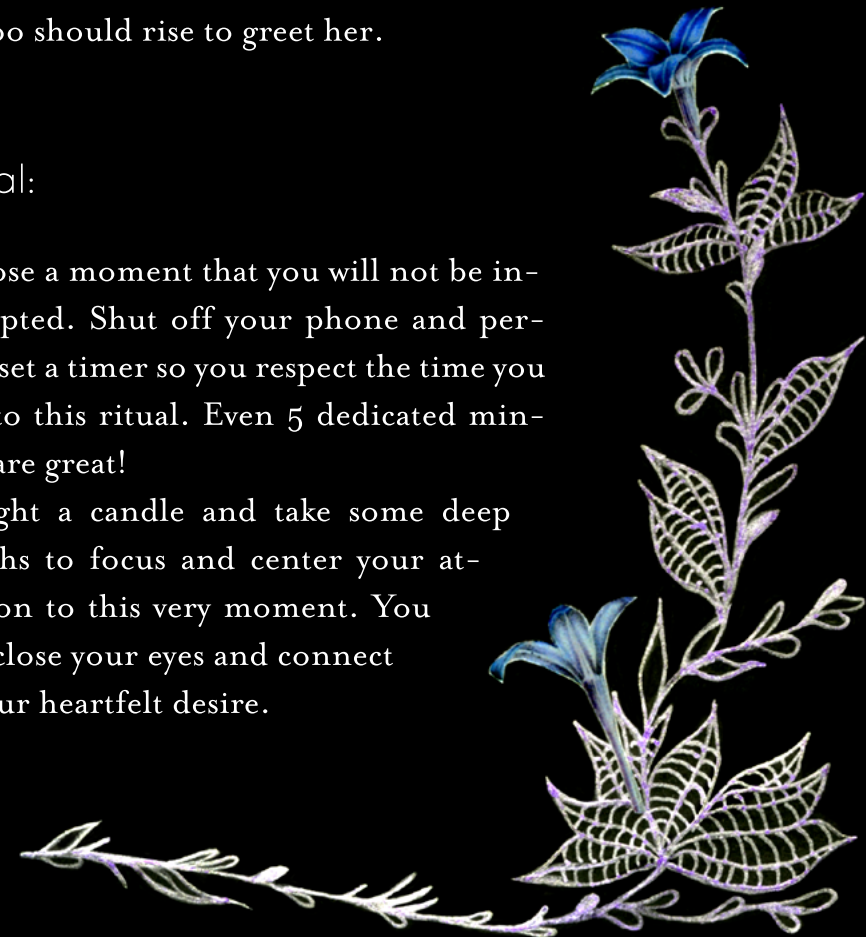 oo should rise to greet her.
al:
ose a moment that you will not be in-
pted. Shut off your phone and per-
set a timer so you respect the time you
to this ritual. Even 5 dedicated min-
are great!
ght a candle and take some deep
hs to focus and center your at-
on to this very moment. You
close your eyes and connect
ur heartfelt desire.